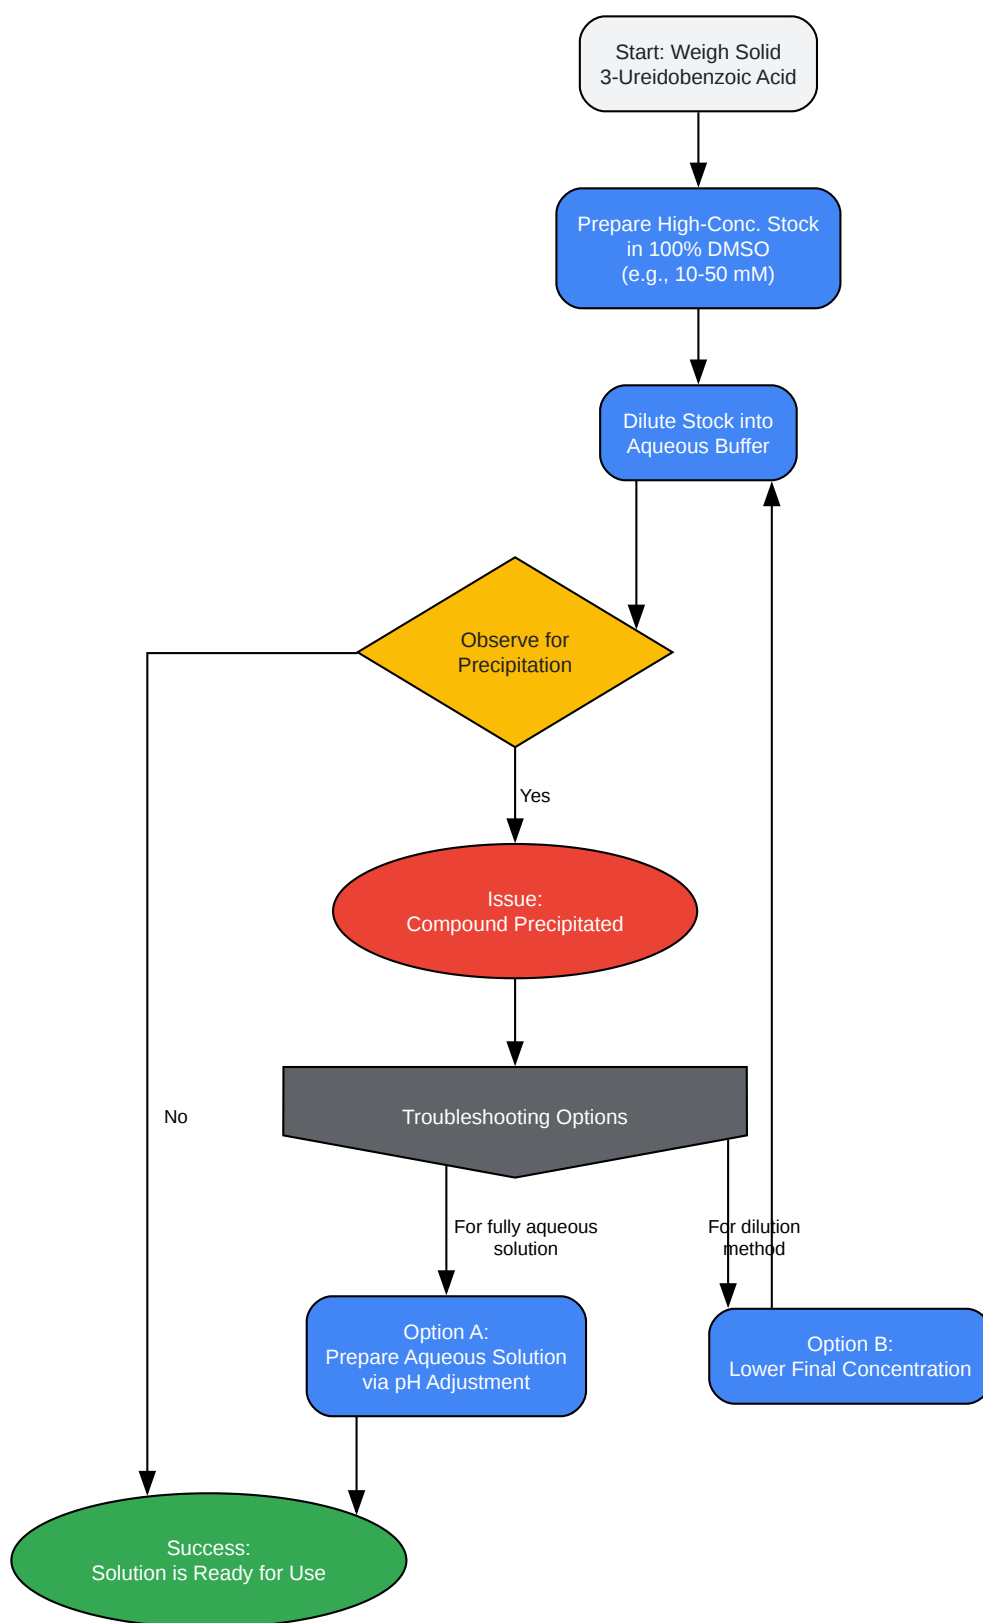 Start: Weigh Solid
3-Ureidobenzoic Acid
Prepare High-Conc. Stock
in 100% DMSO
(e.g., 10-50 mM)
Dilute Stock into
Aqueous Buffer
Observe for
Precipitation
Yes
Issue:
Compound Precipitated
No
Troubleshooting Options
For fully aqueous
solution
For dilution
method
Option A:
Prepare Aqueous Solution
via pH Adjustment
Option B:
Lower Final Concentration
Success:
Solution is Ready for Use